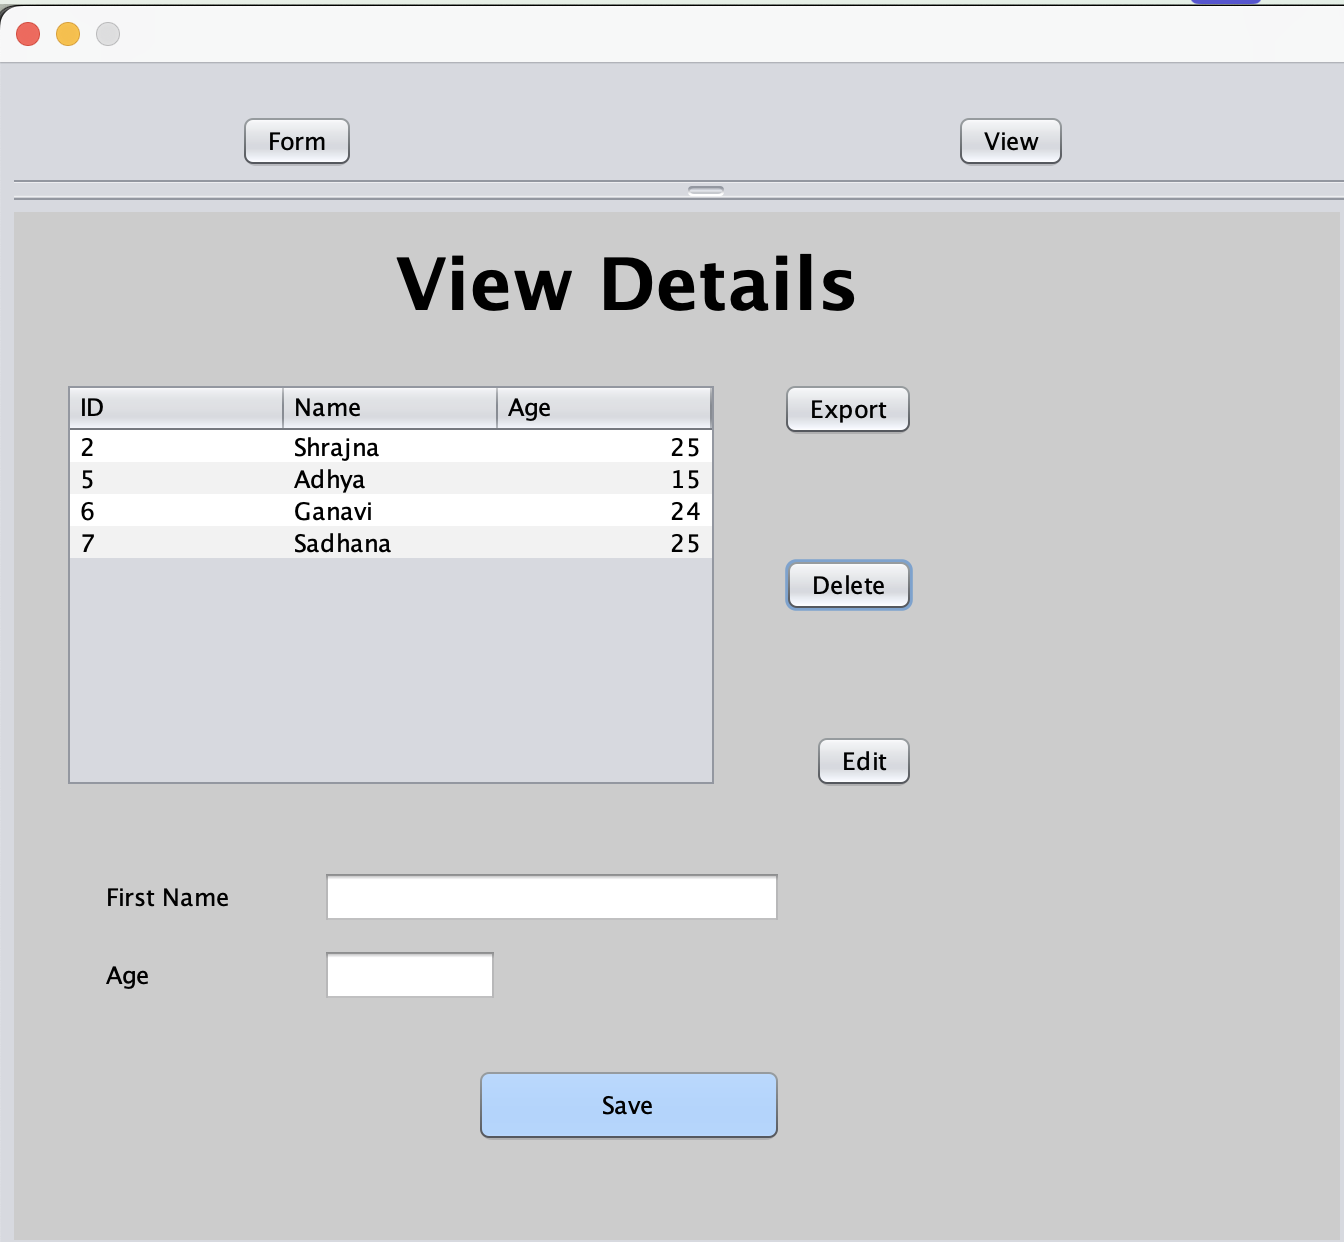 Form View
View Details
ID Name Age
2 Shrajna 25
5 Adhya 15
6 Ganavi 24
7 Sadhana 25
Export
Delete
Edit
First Name
Age
Save